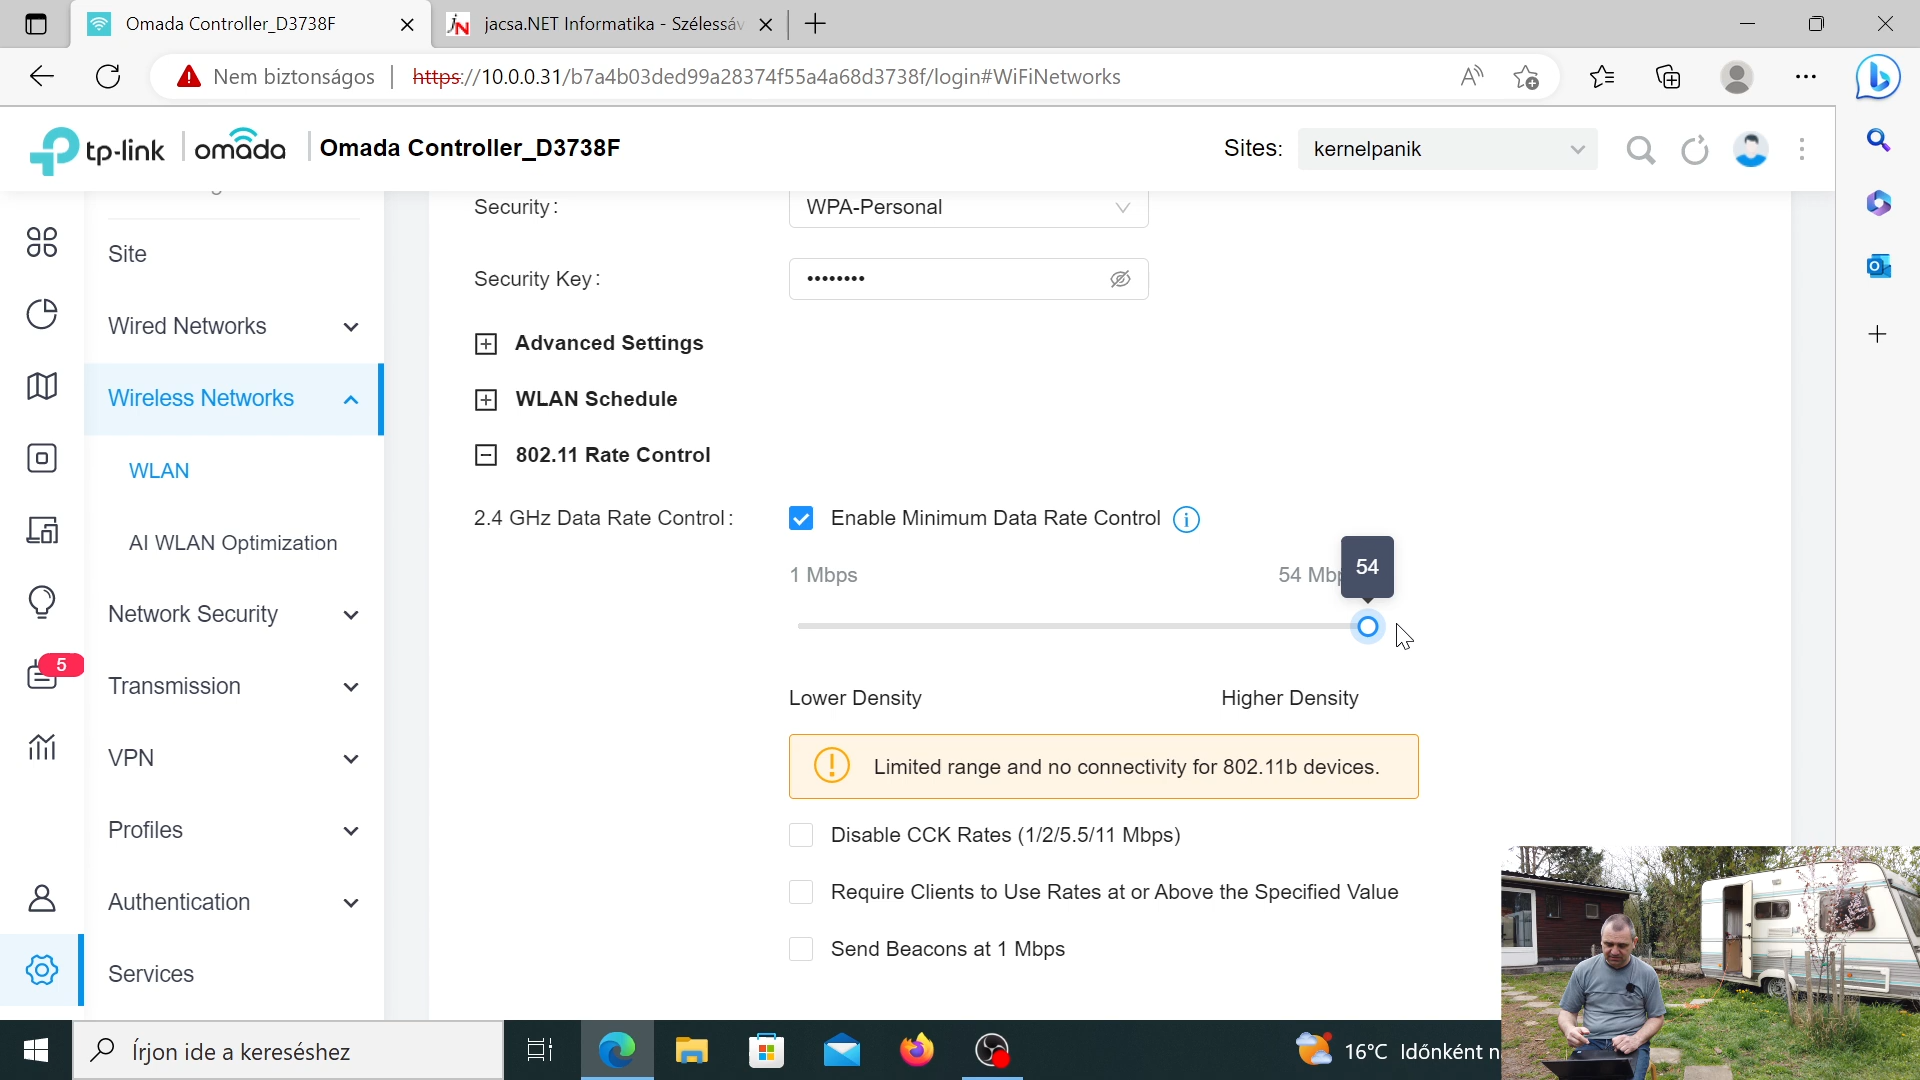 Omada Controller_D3738F
jacsa.NET Informatika - Szélessáv
Nem biztonságos
https://10.0.0.31/b7a4b03ded99a28374f55a4a68d3738f/login#WiFiNetworks
tp-link
omada
Omada Controller_D3738F
Sites:
kernelpanik
Site
Wired Networks
Wireless Networks
WLAN
AI WLAN Optimization
Network Security
5
Transmission
VPN
Profiles
Authentication
Services
Security:
WPA-Personal
Security Key:
••••••••
Advanced Settings
WLAN Schedule
802.11 Rate Control
2.4 GHz Data Rate Control:
Enable Minimum Data Rate Control
1 Mbps
54 Mbp
54
Lower Density
Higher Density
Limited range and no connectivity for 802.11b devices.
Disable CCK Rates (1/2/5.5/11 Mbps)
Require Clients to Use Rates at or Above the Specified Value
Send Beacons at 1 Mbps
Írjon ide a kereséshez
16°C Időnként n